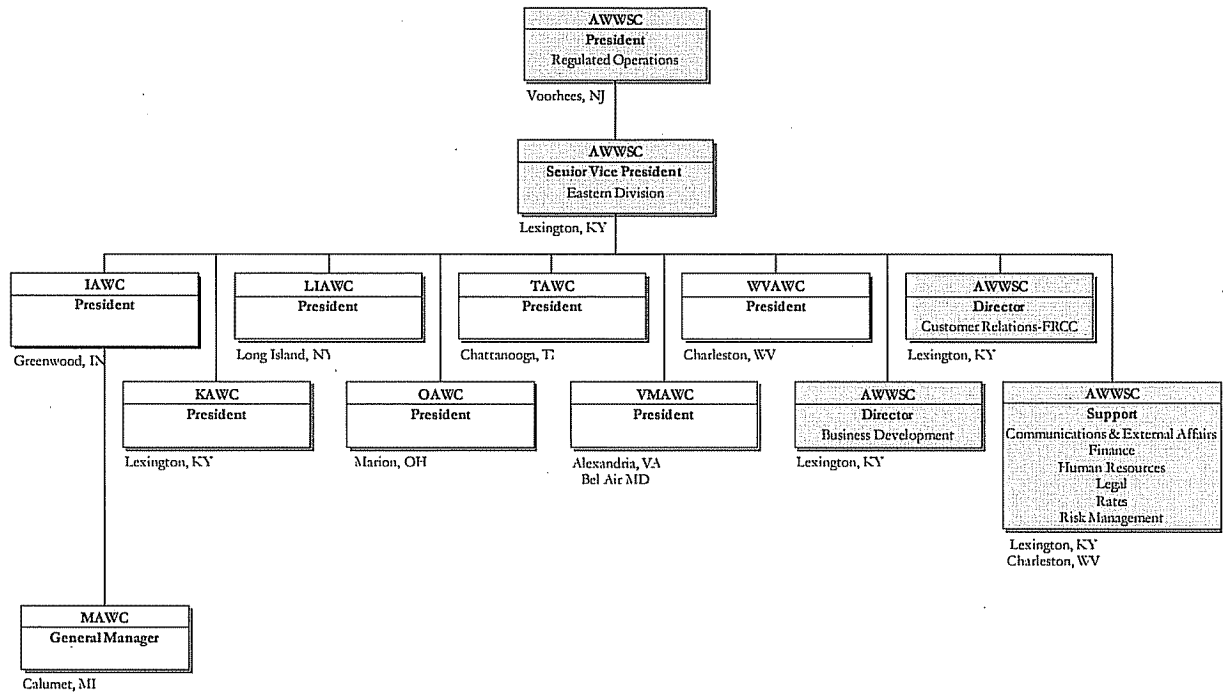 AWWSC
President
Regulated Operations
Voorhees, NJ
AWWSC
Senior Vice President
Eastern Division
Lexington, KY
IAWC
President
Greenwood, IN
LIAWC
President
Long Island, NY
TAWC
President
Chattanooga, T
WVAWC
President
Charleston, WV
AWWSC
Director
Customer Relations-FRCC
Lexington, KY
KAWC
President
Lexington, KY
OAWC
President
Marion, OH
VMAWC
President
Alexandria, VA
Bel Air MD
AWWSC
Director
Business Development
Lexington, KY
AWWSC
Support
Communications & External Affairs
Finance
Human Resources
Legal
Rates
Risk Management
Lexington, KY
Charleston, WV
MAWC
General Manager
Calumet, MI